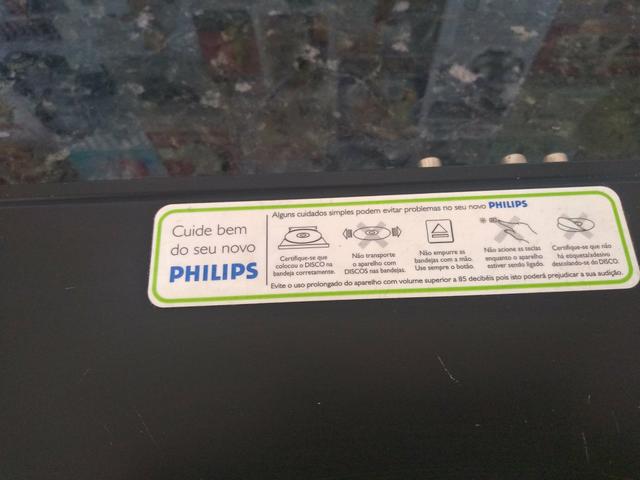 Cuide bem
do seu novo
PHILIPS
Alguns cuidados simples podem evitar problemas no seu novo PHILIPS
Certifique-se que
colocou o DISCO na
bandeja corretamente.
Não transporte
o aparelho com
DISCOS nas bandejas.
Não empurre as
bandejas com a mão.
Use sempre o botão.
Não acione as teclas
enquanto o aparelho
estiver sendo ligado.
Certifique-se que não
há etiqueta/adesivo
descolando-se do DISCO.
Evite o uso prolongado do aparelho com volume superior a 85 decibéis pois isto poderá prejudicar a sua audição.